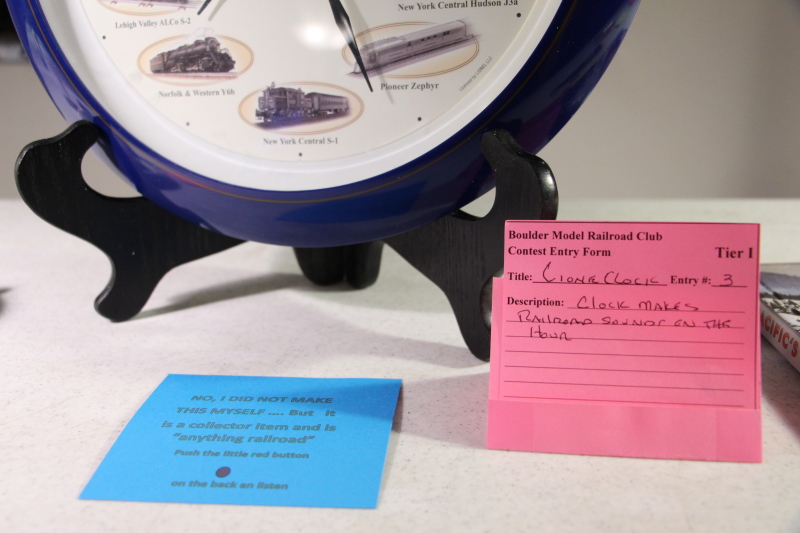 Lehigh Valley ALCo S-2
New York Central Hudson J3a
Norfolk & Western Y6b
Pioneer Zephyr
New York Central S-1
Boulder Model Railroad Club
Contest Entry Form Tier I
Title: Lione Clock Entry #: 3
Description: Clock makes
Railroad sounds on the
Hour
NO, I DID NOT MAKE
THIS MYSELF .... But it
is a collector item and is
"anything railroad"
Push the little red button
on the back an listen
ACIFIC'S